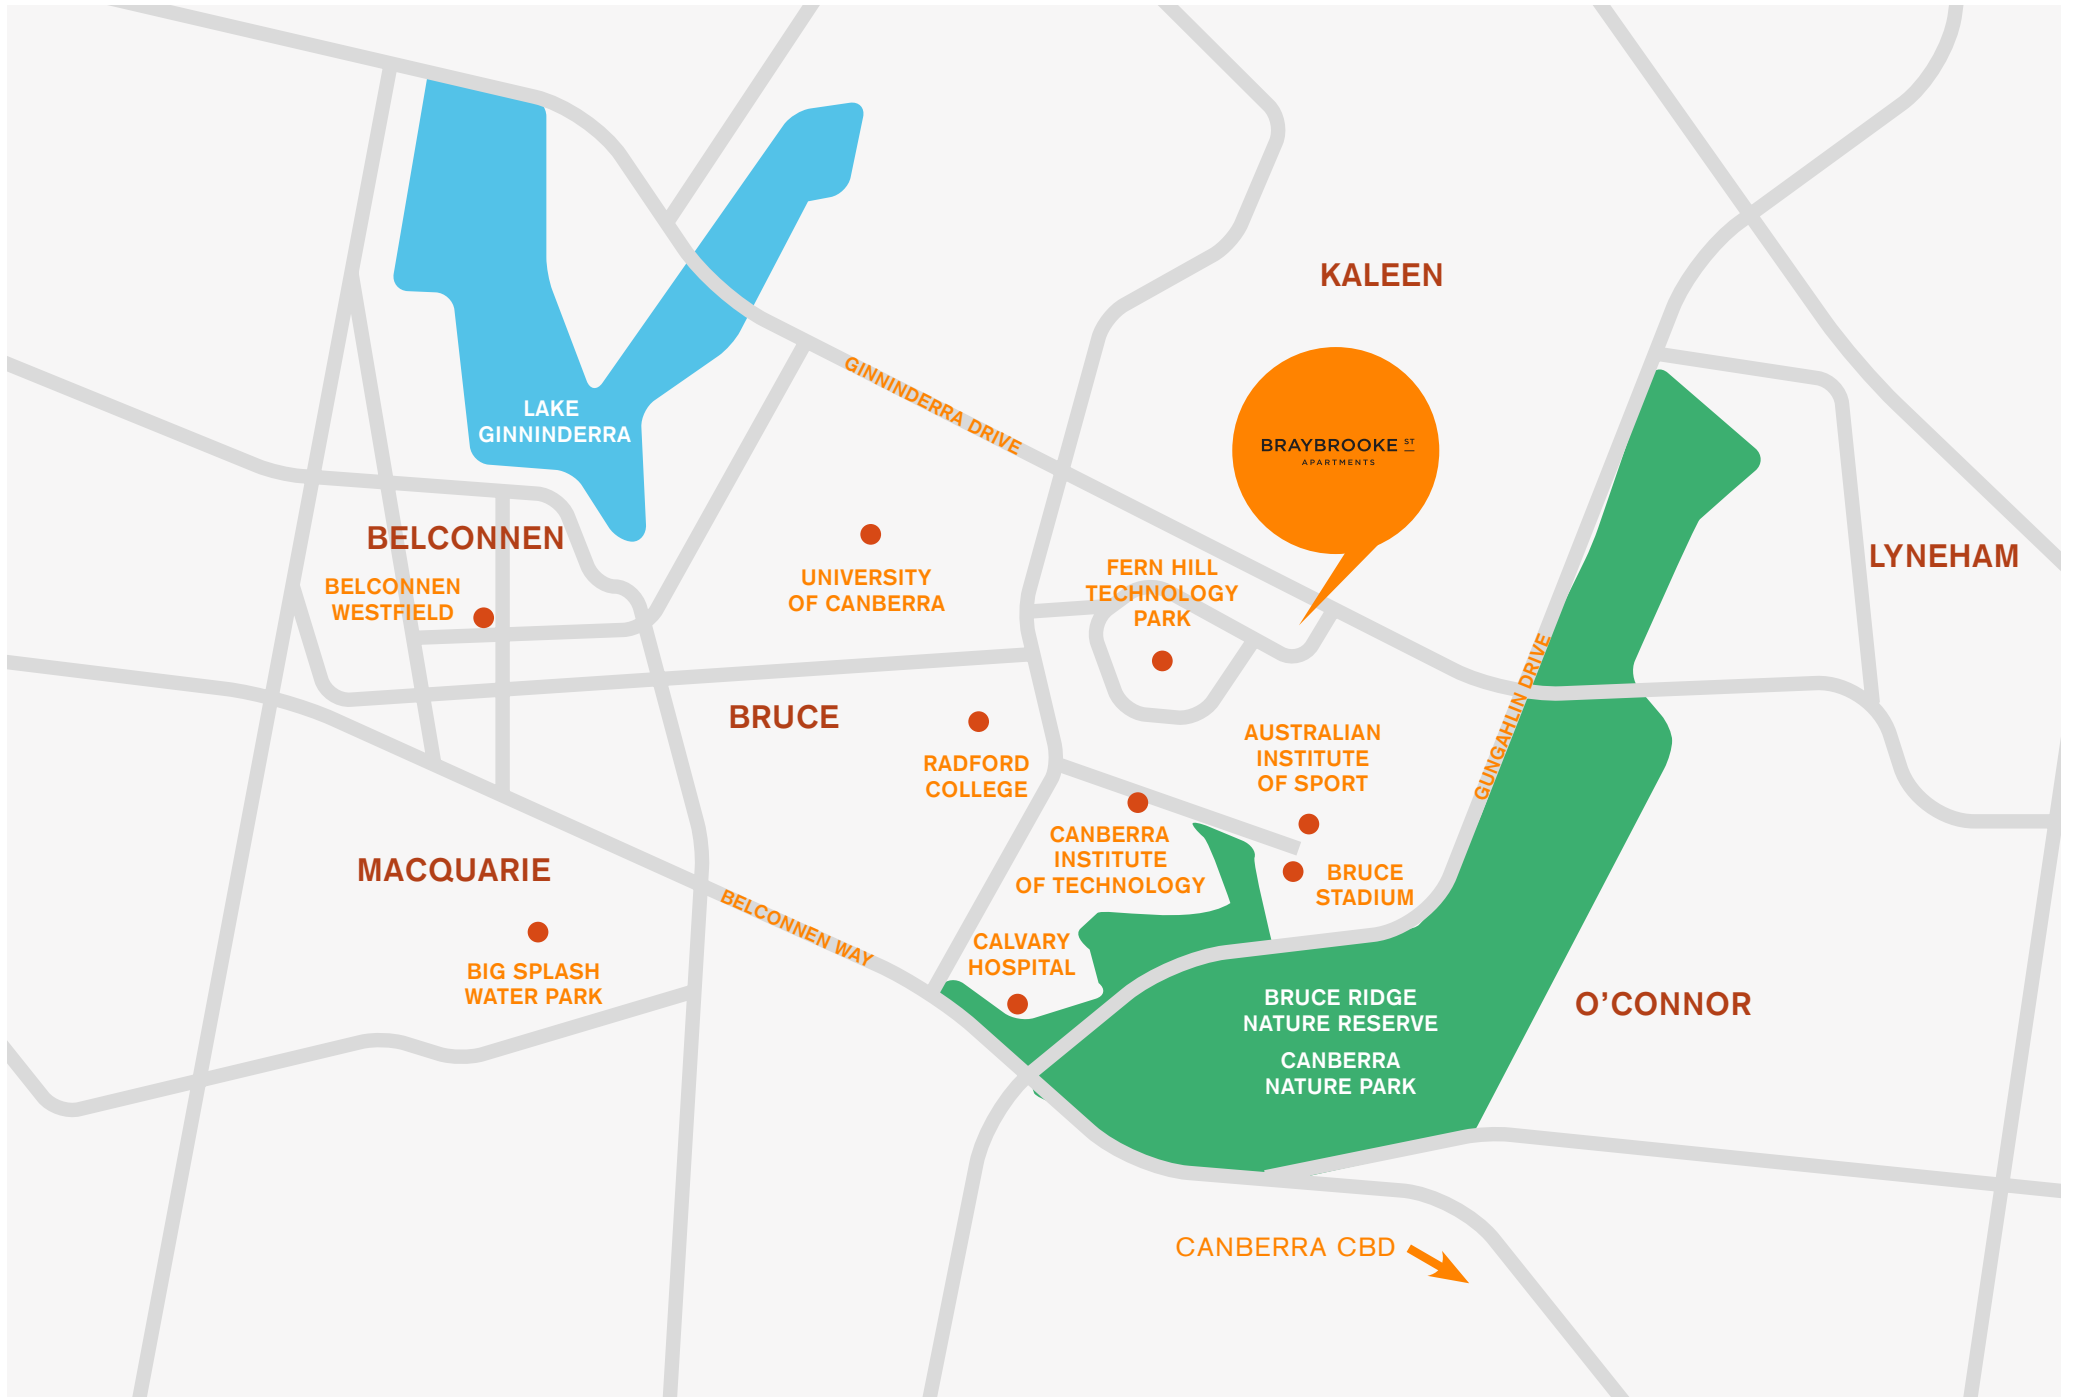 KALEEN
GINNINDERRA DRIVE
LAKE
GINNINDERRA
BRAYBROOKE ST
APARTMENTS
BELCONNEN
BELCONNEN
WESTFIELD
UNIVERSITY
OF CANBERRA
FERN HILL
TECHNOLOGY
PARK
LYNEHAM
GUNGAHLIN DRIVE
BRUCE
RADFORD
COLLEGE
AUSTRALIAN
INSTITUTE
OF SPORT
CANBERRA
INSTITUTE
OF TECHNOLOGY
BRUCE
STADIUM
MACQUARIE
BELCONNEN WAY
BIG SPLASH
WATER PARK
CALVARY
HOSPITAL
BRUCE RIDGE
NATURE RESERVE
CANBERRA
NATURE PARK
O'CONNOR
CANBERRA CBD